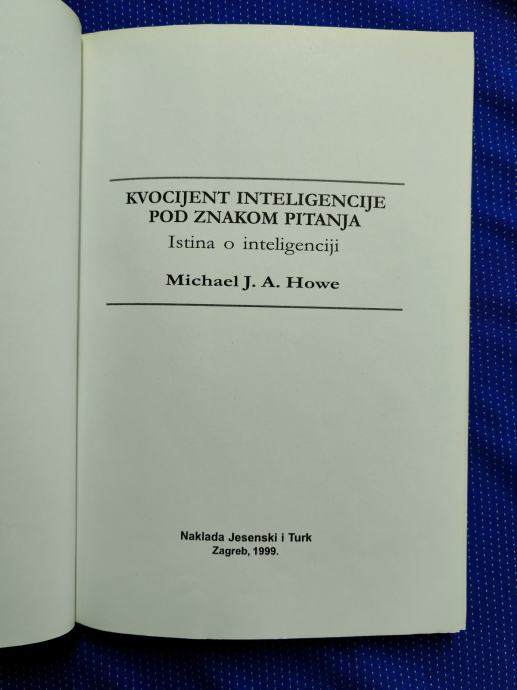 KVOCIJENT INTELIGENCIJE
POD ZNAKOM PITANJA
Istina o inteligenciji
Michael J. A. Howe
Naklada Jesenski i Turk
Zagreb, 1999.